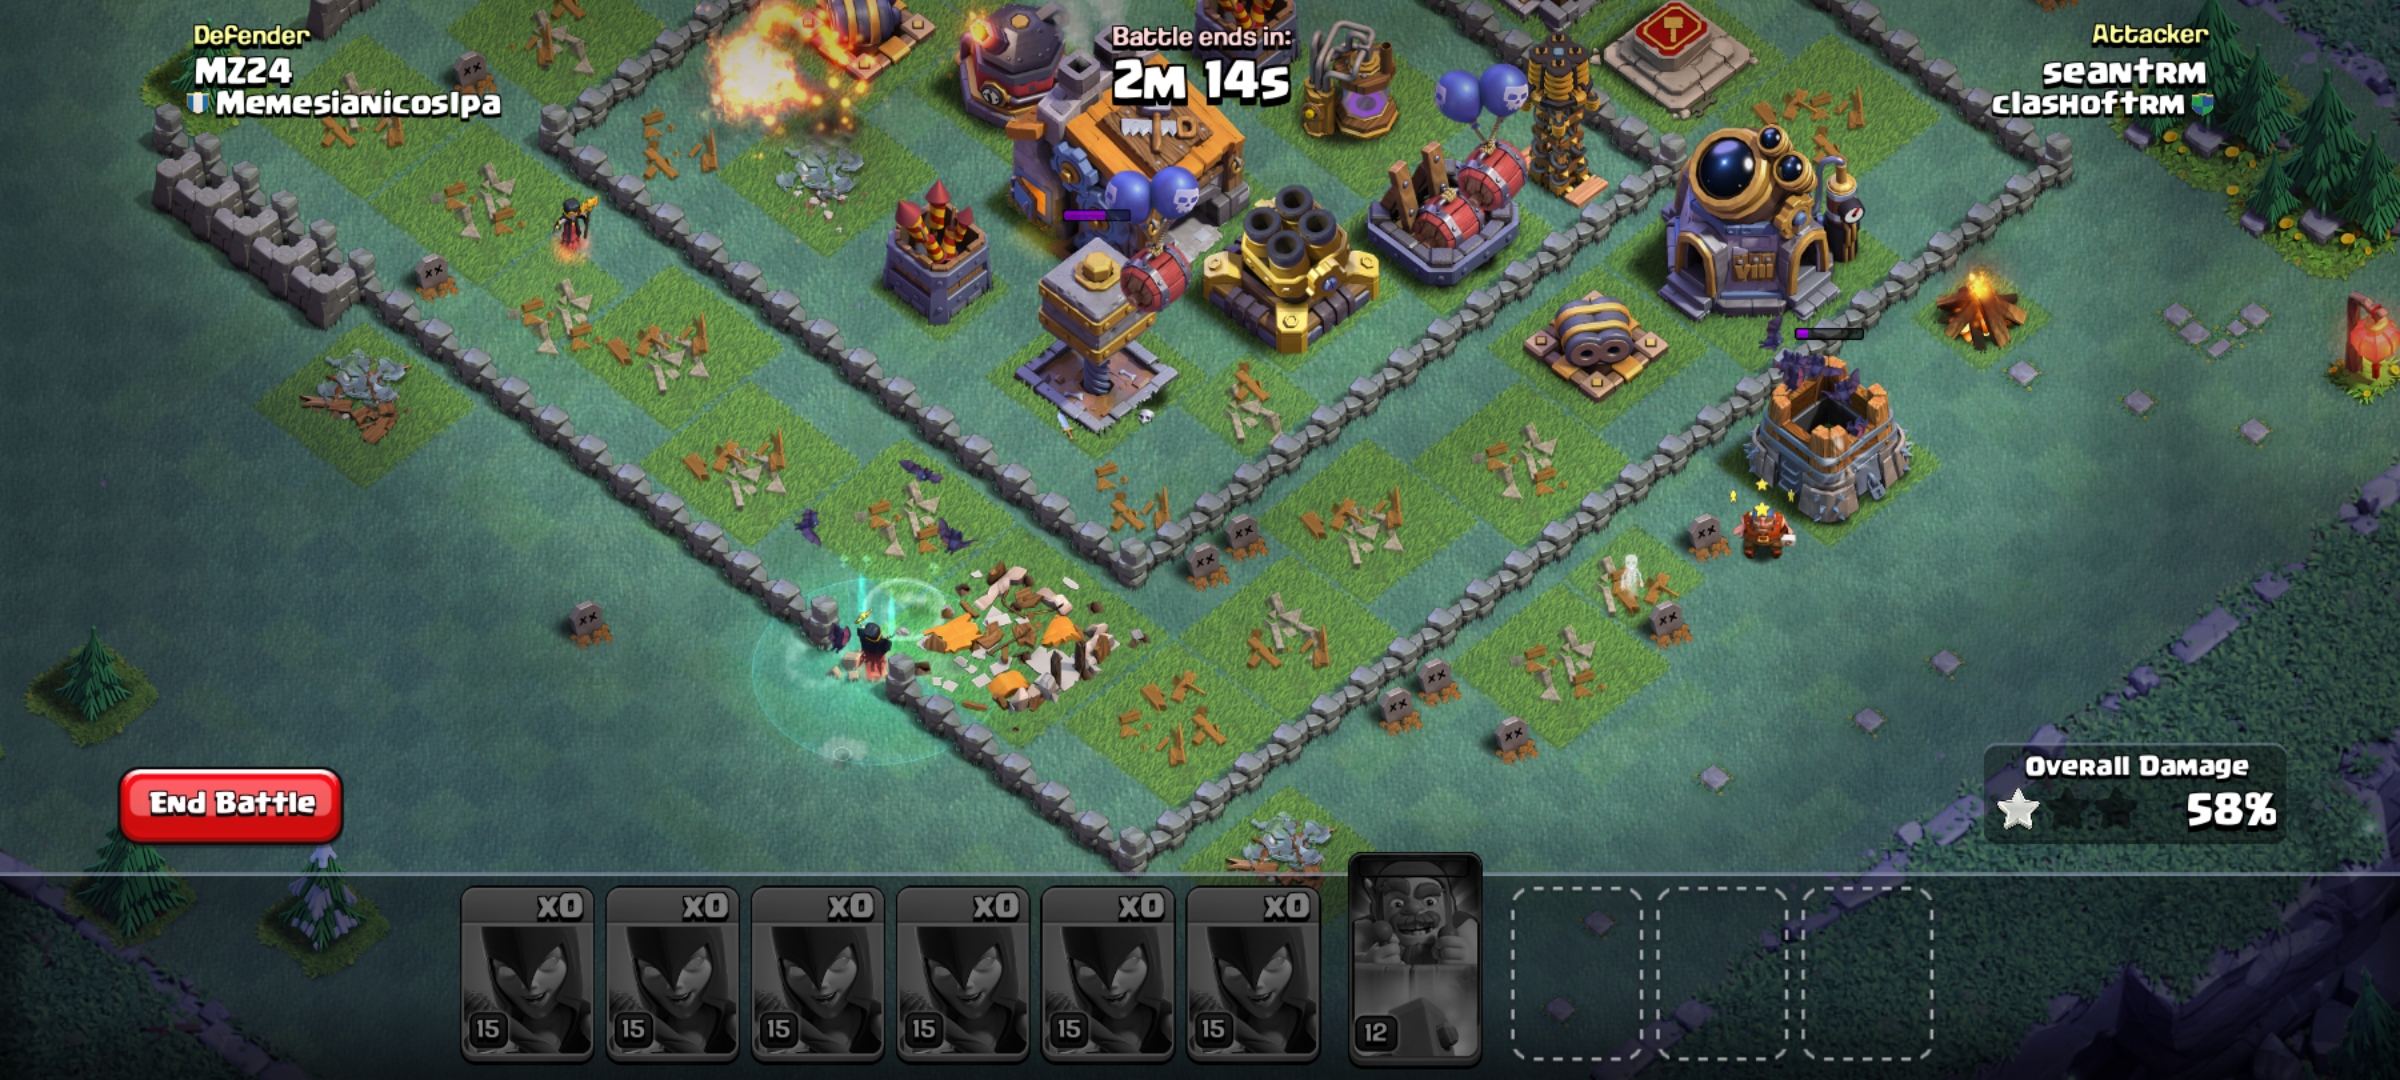 Defender
MZ24
Memesianicoslpa
Battle ends in:
2M 14s
Attacker
seantRM
clashoftRM
VIII
End Battle
Overall Damage
58%
x0
x0
x0
x0
x0
x0
15
15
15
15
15
15
12